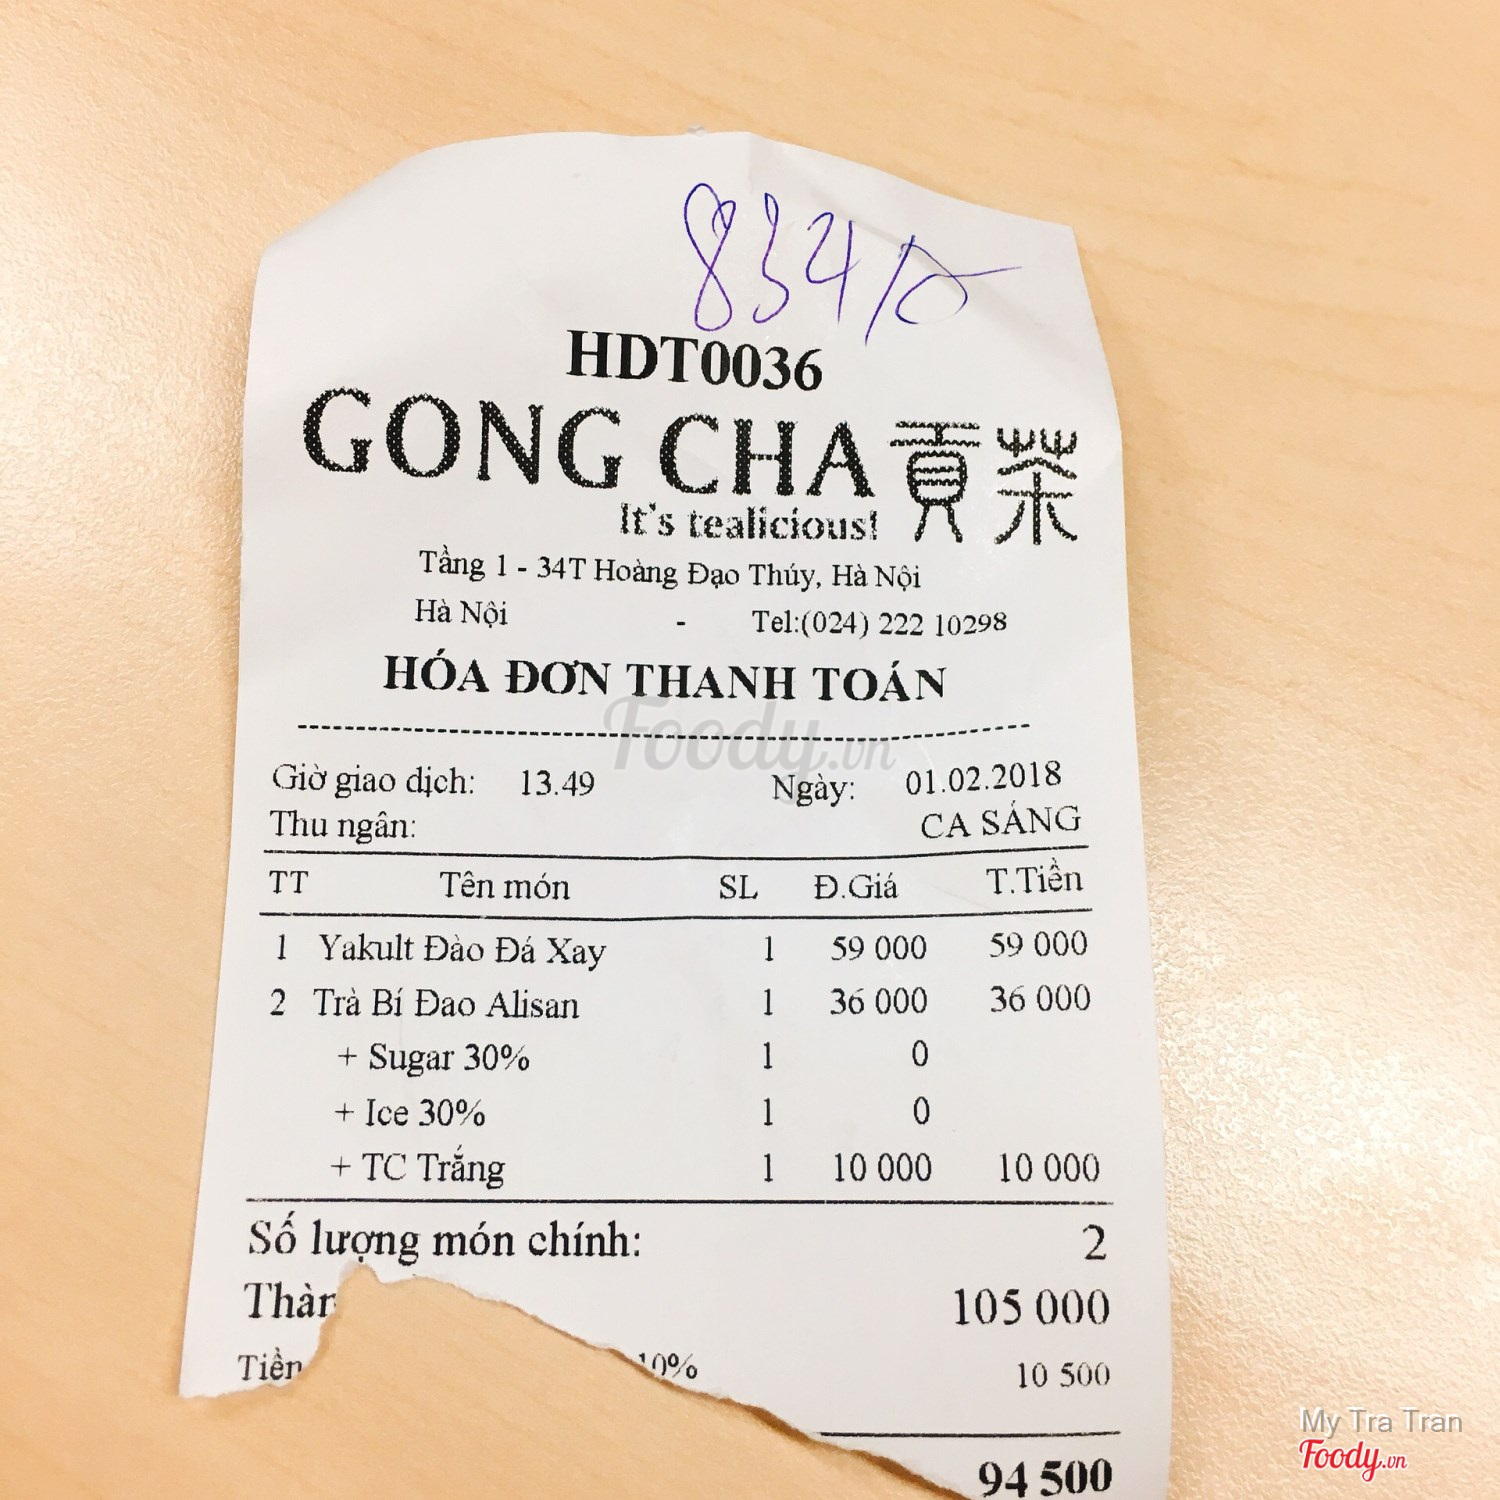 834/
HDT0036
GONG CHA 貢茶
It's tealicious!
Tầng 1 - 34T Hoàng Đạo Thúy, Hà Nội
Hà Nội - Tel:(024) 222 10298
HÓA ĐƠN THANH TOÁN
Foody.vn
Giờ giao dịch: 13.49 Ngày: 01.02.2018
Thu ngân: CA SÁNG
TT Tên món SL Đ.Giá T.Tiền
1 Yakult Đào Đá Xay 1 59 000 59 000
2 Trà Bí Đao Alisan 1 36 000 36 000
+ Sugar 30% 1 0
+ Ice 30% 1 0
+ TC Trắng 1 10 000 10 000
Số lượng món chính: 2
Thàn 105 000
Tiền 10% 10 500
94 500
My Tra Tran
Foody.vn